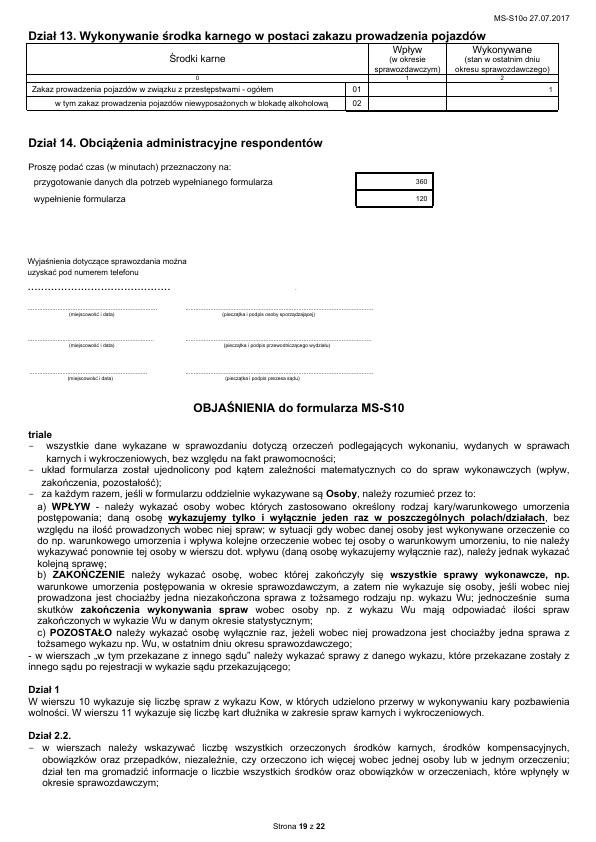 MS-S10o 27.07.2017
Dział 13. Wykonywanie środka karnego w postaci zakazu prowadzenia pojazdów
Środki karne
Wpływ
(w okresie
sprawozdawczym)
Wykonywane
(stan w ostatnim dniu
okresu sprawozdawczego)
0
1
2
Zakaz prowadzenia pojazdów w związku z przestępstwami - ogółem
01
1
w tym zakaz prowadzenia pojazdów niewyposażonych w blokadę alkoholową
02
Dział 14. Obciążenia administracyjne respondentów
Proszę podać czas (w minutach) przeznaczony na:
przygotowanie danych dla potrzeb wypełnianego formularza
360
wypełnienie formularza
120
Wyjaśnienia dotyczące sprawozdania można
uzyskać pod numerem telefonu
(miejscowość i data)
(pieczątka i podpis osoby sporządzającej)
(miejscowość i data)
(pieczątka i podpis przewodniczącego wydziału)
(miejscowość i data)
(pieczątka i podpis prezesa sądu)
OBJAŚNIENIA do formularza MS-S10
triale
– wszystkie dane wykazane w sprawozdaniu dotyczą orzeczeń podlegających wykonaniu, wydanych w sprawach
karnych i wykroczeniowych, bez względu na fakt prawomocności;
– układ formularza został ujednolicony pod kątem zależności matematycznych co do spraw wykonawczych (wpływ,
zakończenia, pozostałość);
– za każdym razem, jeśli w formularzu oddzielnie wykazywane są Osoby, należy rozumieć przez to:
a) WPŁYW - należy wykazać osoby wobec których zastosowano określony rodzaj kary/warunkowego umorzenia
postępowania; daną osobę wykazujemy tylko i wyłącznie jeden raz w poszczególnych polach/działach, bez
względu na ilość prowadzonych wobec niej spraw; w sytuacji gdy wobec danej osoby jest wykonywane orzeczenie co
do np. warunkowego umorzenia i wpływa kolejne orzeczenie wobec tej osoby o warunkowym umorzeniu, to nie należy
wykazywać ponownie tej osoby w wierszu dot. wpływu (daną osobę wykazujemy wyłącznie raz), należy jednak wykazać
kolejną sprawę;
b) ZAKOŃCZENIE należy wykazać osobę, wobec której zakończyły się wszystkie sprawy wykonawcze, np.
warunkowe umorzenia postępowania w okresie sprawozdawczym, a zatem nie wykazuje się osoby, jeśli wobec niej
prowadzona jest chociażby jedna niezakończona sprawa z tożsamego rodzaju np. wykazu Wu; jednocześnie suma
skutków zakończenia wykonywania spraw wobec osoby np. z wykazu Wu mają odpowiadać ilości spraw
zakończonych w wykazie Wu w danym okresie statystycznym;
c) POZOSTAŁO należy wykazać osobę wyłącznie raz, jeżeli wobec niej prowadzona jest chociażby jedna sprawa z
tożsamego wykazu np. Wu, w ostatnim dniu okresu sprawozdawczego;
- w wierszach „w tym przekazane z innego sądu” należy wykazać sprawy z danego wykazu, które przekazane zostały z
innego sądu po rejestracji w wykazie sądu przekazującego;
Dział 1
W wierszu 10 wykazuje się liczbę spraw z wykazu Kow, w których udzielono przerwy w wykonywaniu kary pozbawienia
wolności. W wierszu 11 wykazuje się liczbę kart dłużnika w zakresie spraw karnych i wykroczeniowych.
Dział 2.2.
– w wierszach należy wskazywać liczbę wszystkich orzeczonych środków karnych, środków kompensacyjnych,
obowiązków oraz przepadków, niezależnie, czy orzeczono ich więcej wobec jednej osoby lub w jednym orzeczeniu;
dział ten ma gromadzić informacje o liczbie wszystkich środków oraz obowiązków w orzeczeniach, które wpłynęły w
okresie sprawozdawczym;
Strona 19 z 22